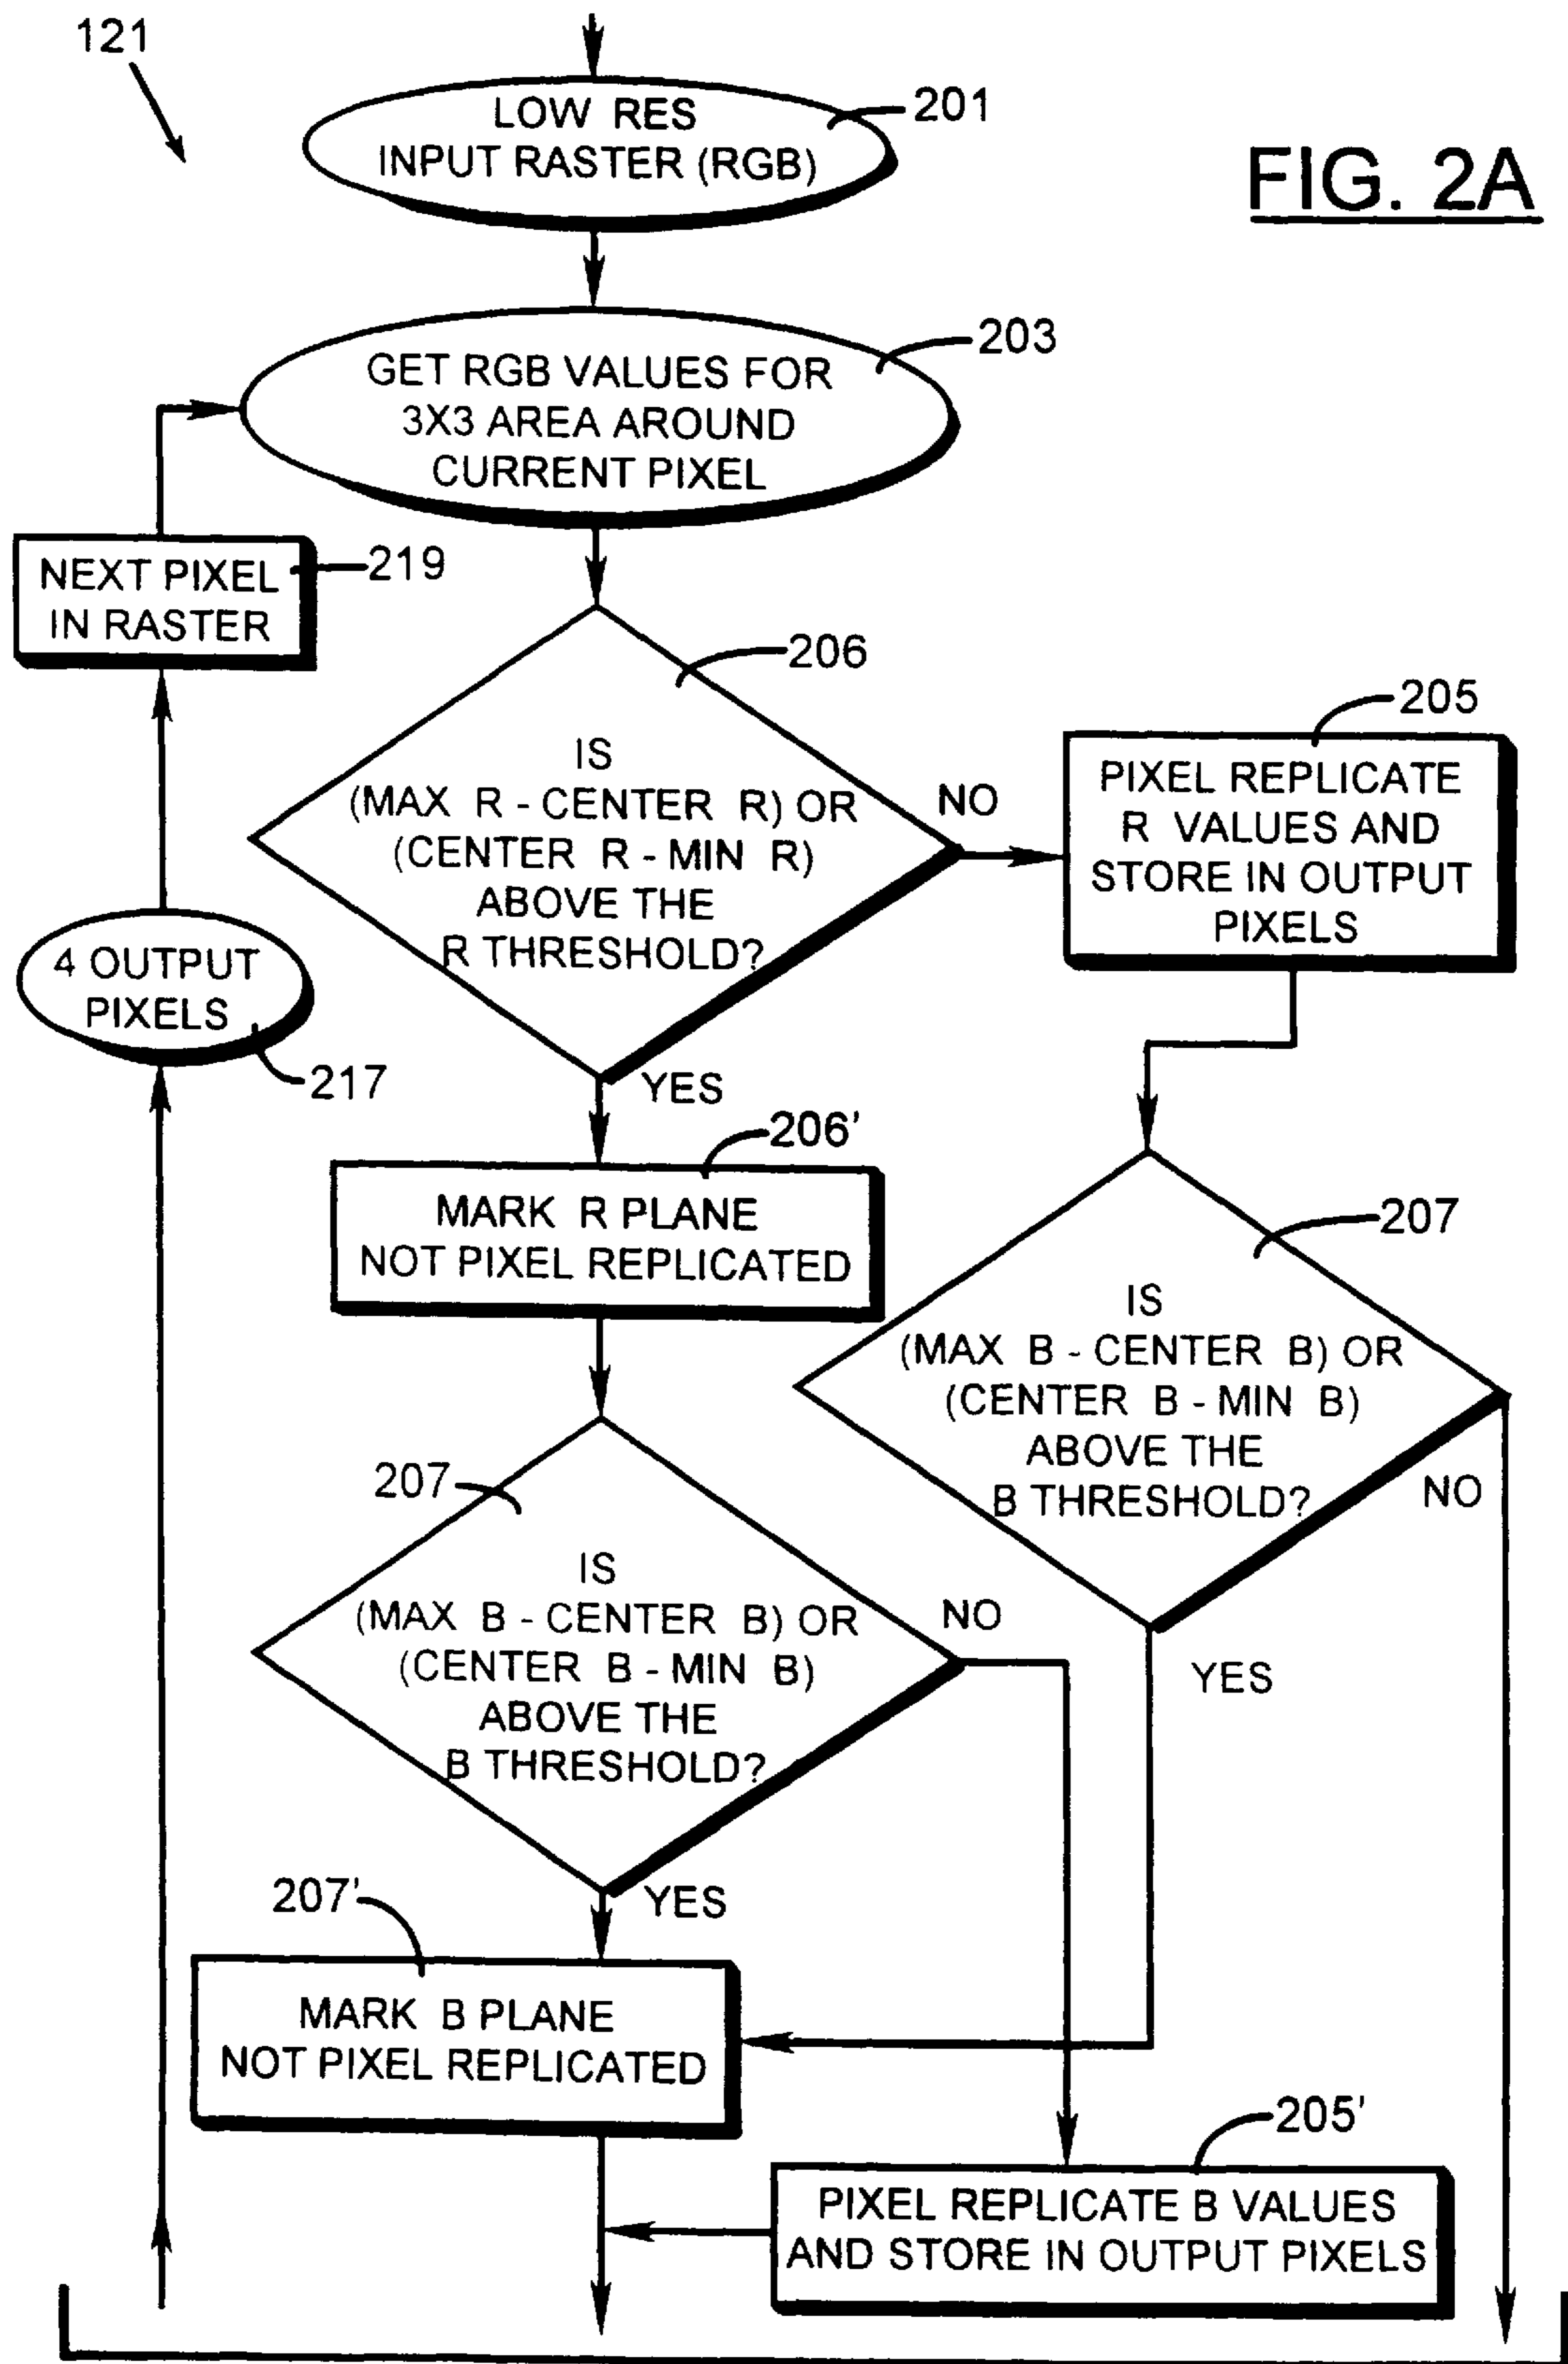 121
LOW RES
INPUT RASTER (RGB)
201
FIG. 2A
GET RGB VALUES FOR
3X3 AREA AROUND
CURRENT PIXEL
203
NEXT PIXEL
IN RASTER
219
206
IS
(MAX R - CENTER R) OR
(CENTER R - MIN R)
ABOVE THE
R THRESHOLD?
NO
YES
205
PIXEL REPLICATE
R VALUES AND
STORE IN OUTPUT
PIXELS
4 OUTPUT
PIXELS
217
206'
MARK R PLANE
NOT PIXEL REPLICATED
207
IS
(MAX B - CENTER B) OR
(CENTER B - MIN B)
ABOVE THE
B THRESHOLD?
NO
YES
207
IS
(MAX B - CENTER B) OR
(CENTER B - MIN B)
ABOVE THE
B THRESHOLD?
NO
YES
207'
MARK B PLANE
NOT PIXEL REPLICATED
205'
PIXEL REPLICATE B VALUES
AND STORE IN OUTPUT PIXELS